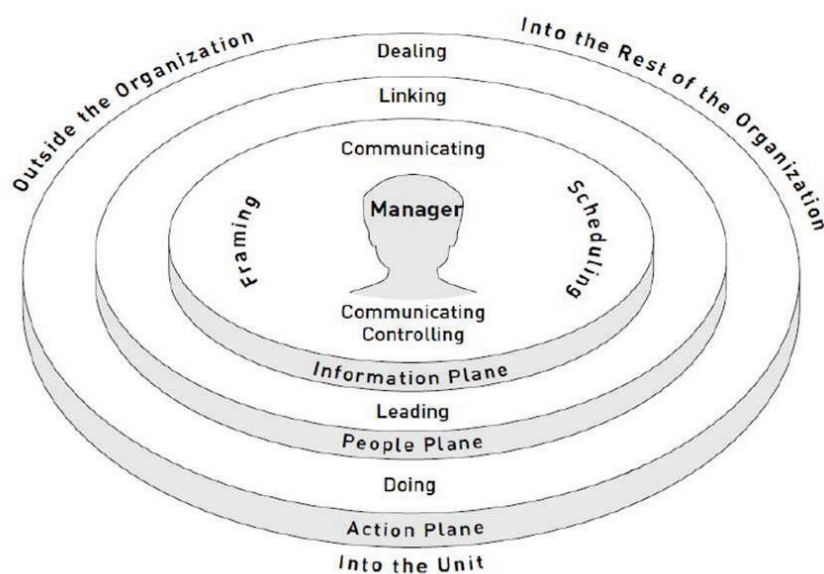 Outside the Organization
Into the Rest of the Organization
Dealing
Linking
Communicating
Framing
Manager
Scheduling
Communicating
Controlling
Information Plane
Leading
People Plane
Doing
Action Plane
Into the Unit